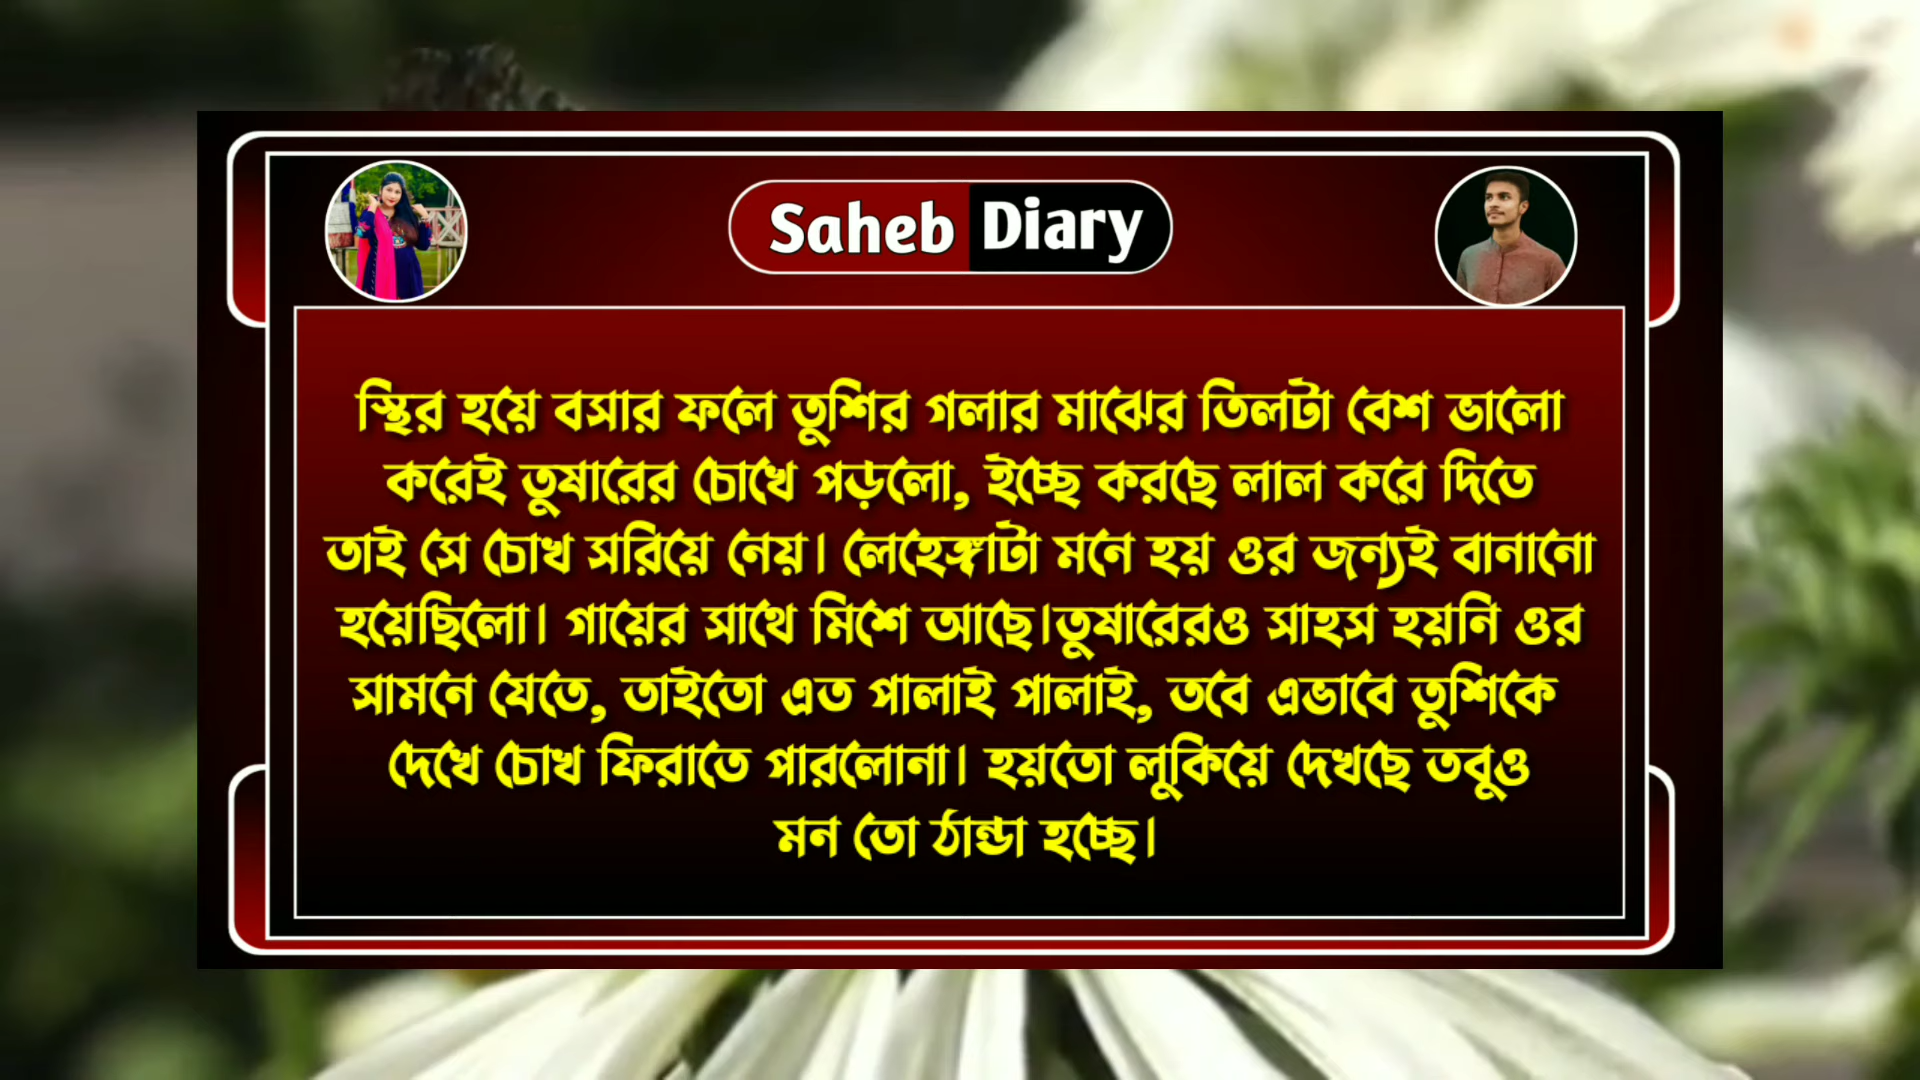 Saheb Diary
স্থির হয়ে বসার ফলে তুশির গলার মাঝের তিলটা বেশ ভালো
করেই তুষারের চোখে পড়লো, ইচ্ছে করছে লাল করে দিতে
তাই সে চোখ সরিয়ে নেয়। লেহেঙ্গাটা মনে হয় ওর জন্যই বানানো
হয়েছিলো। গায়ের সাথে মিশে আছে।তুষারেরও সাহস হয়নি ওর
সামনে যেতে, তাইতো এত পালাই পালাই, তবে এভাবে তুশিকে
দেখে চোখ ফিরাতে পারলোনা। হয়তো লুকিয়ে দেখছে তবুও
মন তো ঠান্ডা হচ্ছে।